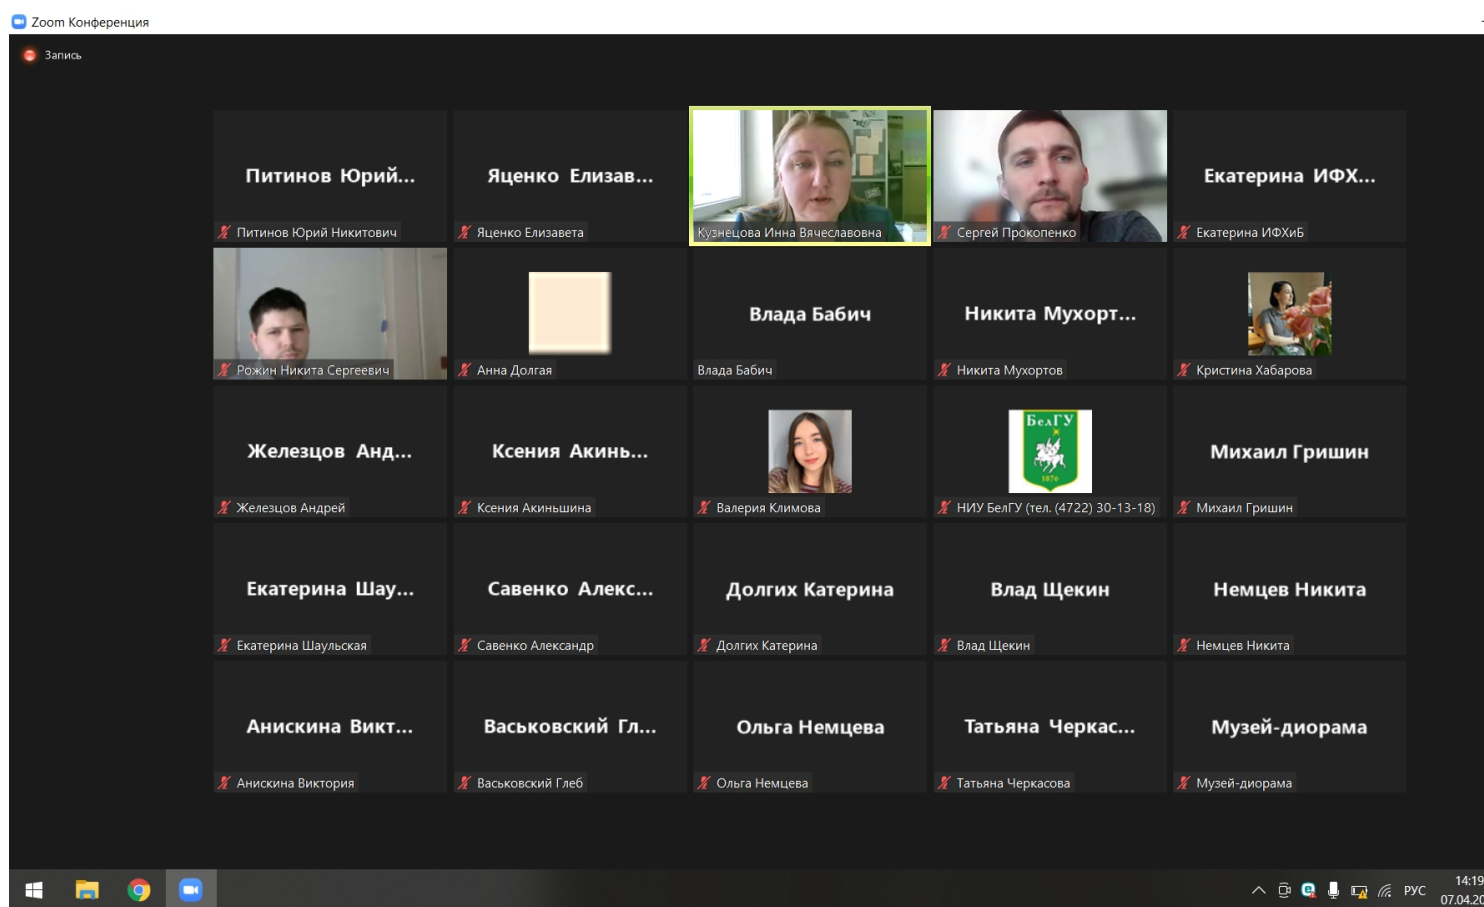 Zoom Конференция
Запись
Питинов Юрий...
Питинов Юрий Никитович
Яценко Елизав...
Яценко Елизавета
Кузнецова Инна Вячеславовна
Сергей Прокопенко
Екатерина ИФХ...
Екатерина ИФХиБ
Рожин Никита Сергеевич
Анна Долгая
Влада Бабич
Влада Бабич
Никита Мухорт...
Никита Мухортов
Кристина Хабарова
Железцов Анд...
Железцов Андрей
Ксения Акинь...
Ксения Акиньшина
Валерия Климова
БелГУ
1876
НИУ БелГУ (тел. (4722) 30-13-18)
Михаил Гришин
Михаил Гришин
Екатерина Шау...
Екатерина Шаульская
Савенко Алекс...
Савенко Александр
Долгих Катерина
Долгих Катерина
Влад Щекин
Влад Щекин
Немцев Никита
Немцев Никита
Анискина Викт...
Анискина Виктория
Васьковский Гл...
Васьковский Глеб
Ольга Немцева
Ольга Немцева
Татьяна Черкас...
Татьяна Черкасова
Музей-диорама
Музей-диорама
РУС
14:19
07.04.20